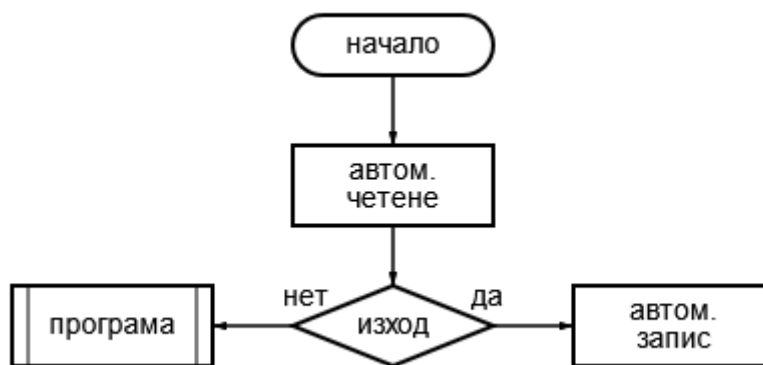 начало
автом.
четене
нет
да
програма
изход
автом.
запис